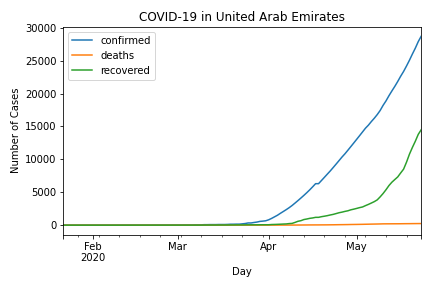 COVID-19 in United Arab Emirates
confirmed
deaths
recovered
Number of Cases
30000
25000
20000
15000
10000
5000
0
Feb
2020
Mar
Apr
May
Day